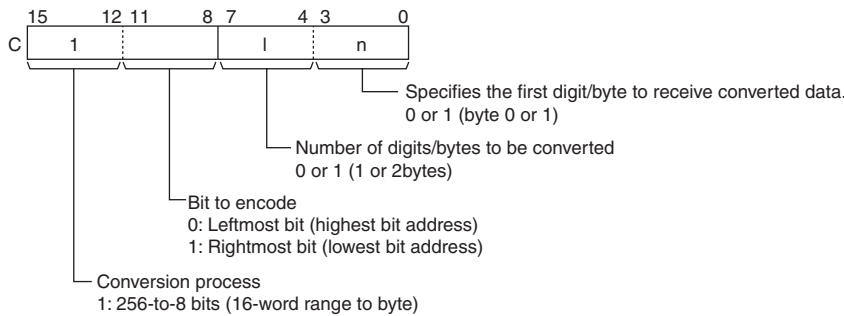 15 12 11 8 7 4 3 0
C 1 l n
Specifies the first digit/byte to receive converted data.
0 or 1 (byte 0 or 1)
Number of digits/bytes to be converted
0 or 1 (1 or 2bytes)
Bit to encode
0: Leftmost bit (highest bit address)
1: Rightmost bit (lowest bit address)
Conversion process
1: 256-to-8 bits (16-word range to byte)